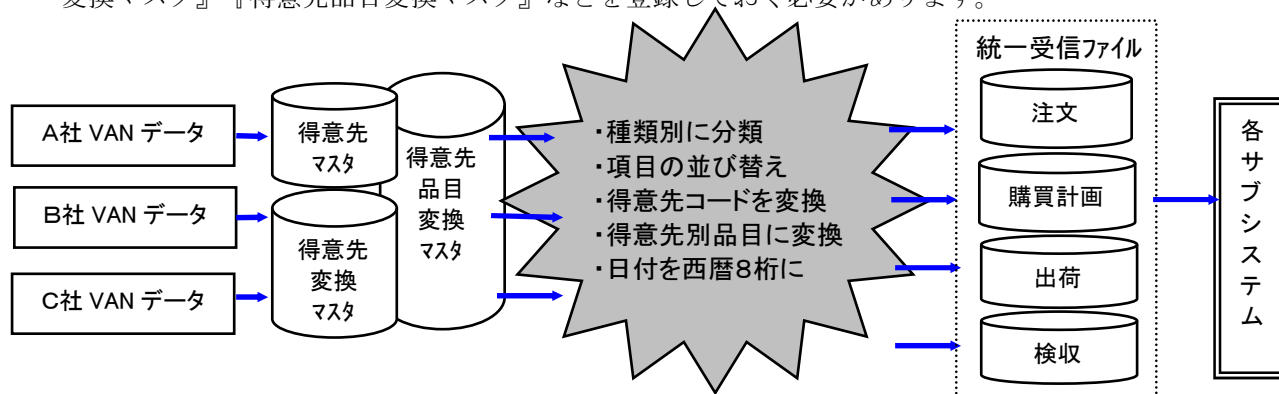 変換マスタ』『得意先品目変換マスタ』などを登録しておく必要があります。
A社 VAN データ
B社 VAN データ
C社 VAN データ
得意先
ﾏｽﾀ
得意先
変換
ﾏｽﾀ
得意先
品目
変換
ﾏｽﾀ
・種類別に分類
・項目の並び替え
・得意先コードを変換
・得意先別品目に変換
・日付を西暦8桁に
統一受信ファイル
注文
購買計画
出荷
検収
各
サ
ブ
シ
ス
テ
ム